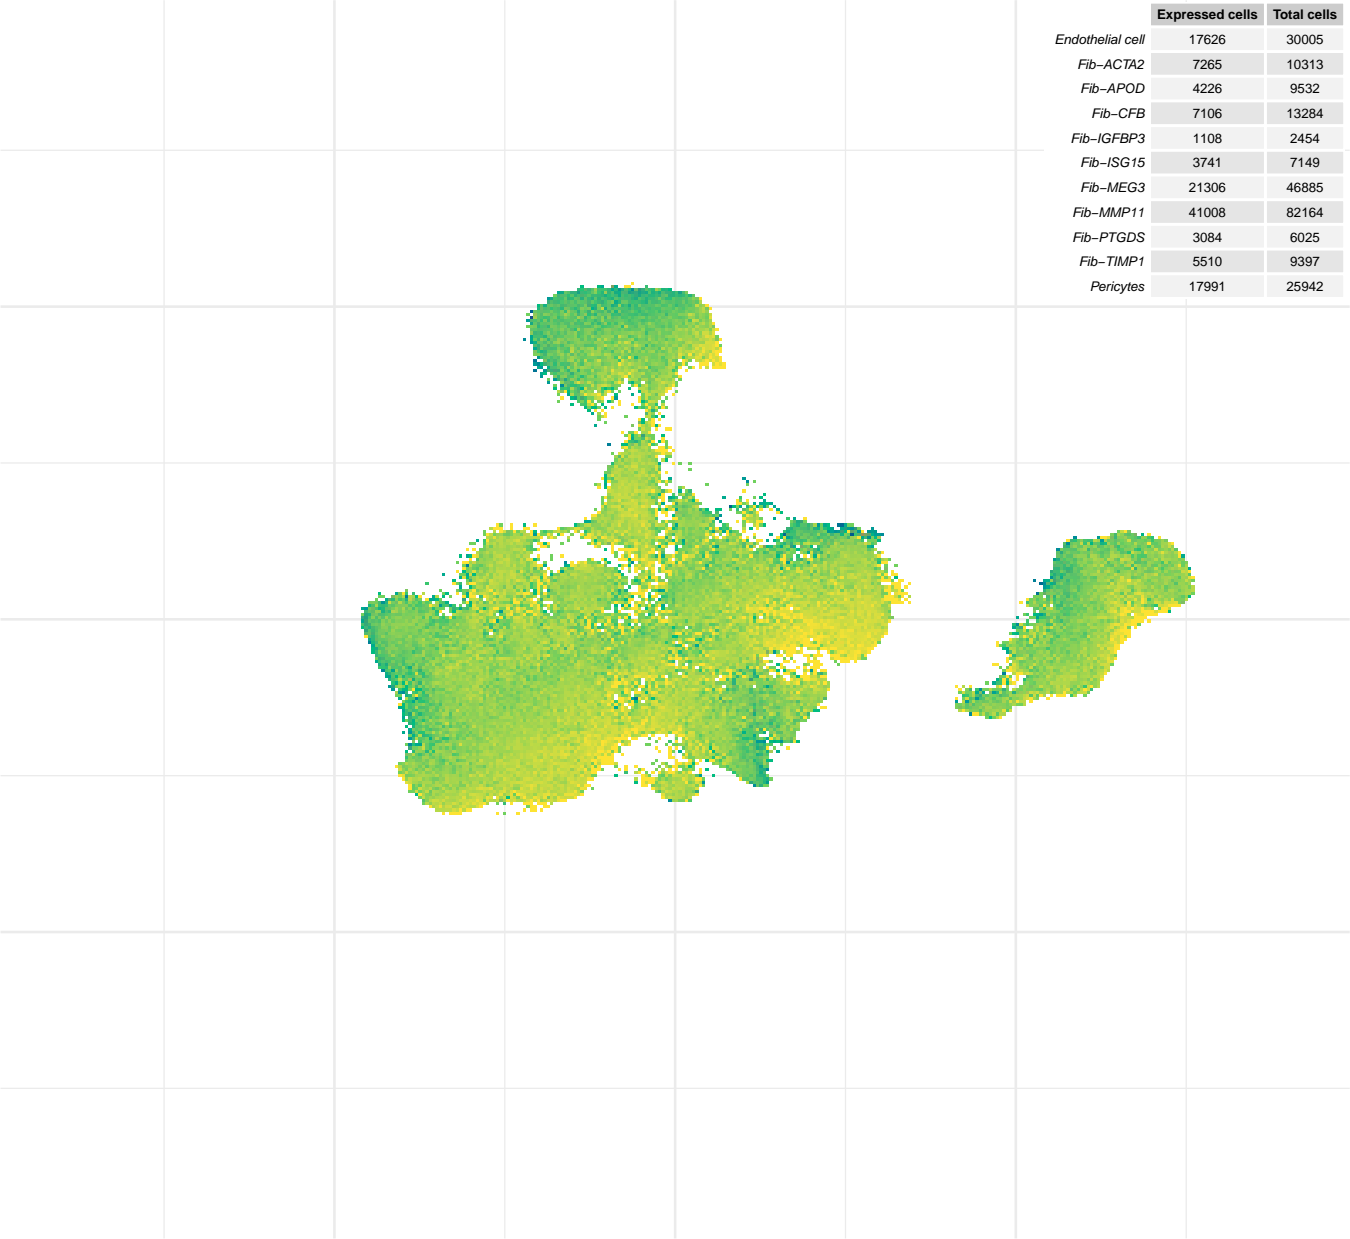 Expressed cells Total cells
Endothelial cell 17626 30005
Fib−ACTA2 7265 10313
Fib−APOD 4226 9532
Fib−CFB 7106 13284
Fib−IGFBP3 1108 2454
Fib−ISG15 3741 7149
Fib−MEG3 21306 46885
Fib−MMP11 41008 82164
Fib−PTGDS 3084 6025
Fib−TIMP1 5510 9397
Pericytes 17991 25942